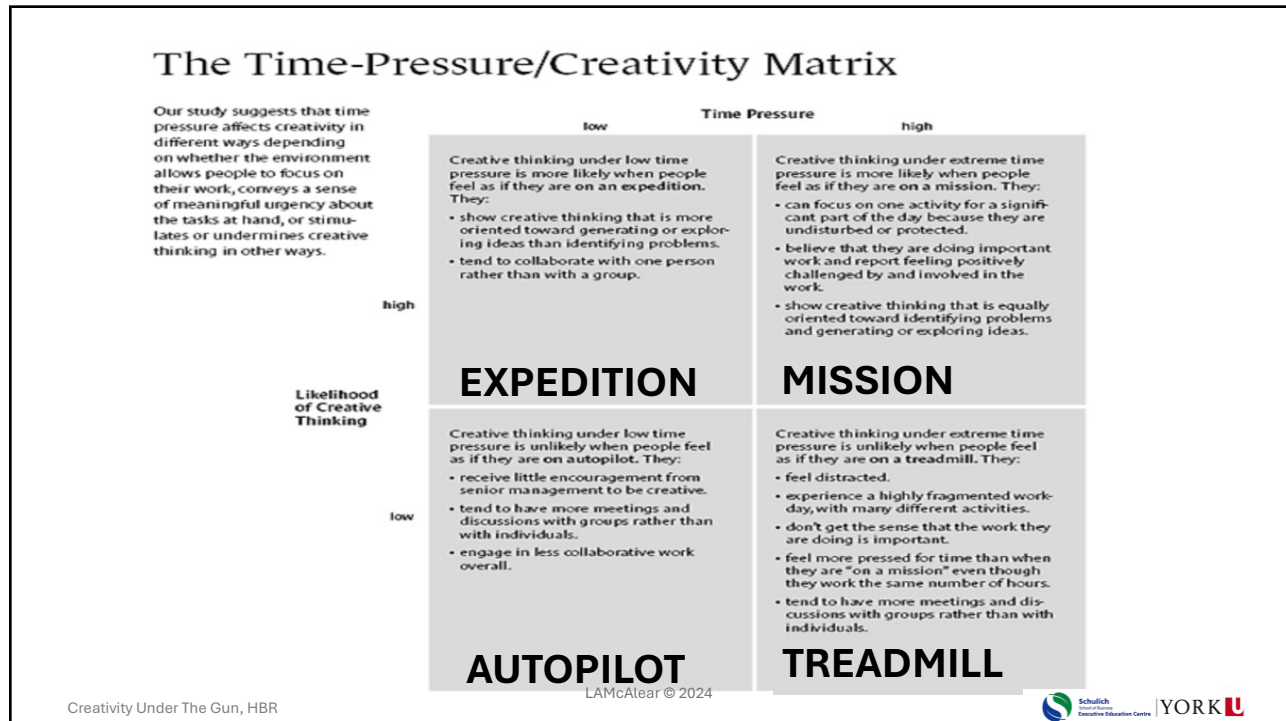 The Time-Pressure/Creativity Matrix
Our study suggests that time
pressure affects creativity in
different ways depending
on whether the environment
allows people to focus on
their work, conveys a sense
of meaningful urgency about
the tasks at hand, or stimu-
lates or undermines creative
thinking in other ways.
Time Pressure
low
high
Likelihood
of Creative
Thinking
high
low
Creative thinking under low time
pressure is more likely when people
feel as if they are on an expedition.
They:
• show creative thinking that is more
oriented toward generating or explor-
ing ideas than identifying problems.
• tend to collaborate with one person
rather than with a group.
EXPEDITION
Creative thinking under extreme time
pressure is more likely when people
feel as if they are on a mission. They:
• can focus on one activity for a signifi-
cant part of the day because they are
undisturbed or protected.
• believe that they are doing important
work and report feeling positively
challenged by and involved in the
work.
• show creative thinking that is equally
oriented toward identifying problems
and generating or exploring ideas.
MISSION
Creative thinking under low time
pressure is unlikely when people feel
as if they are on autopilot. They:
• receive little encouragement from
senior management to be creative.
• tend to have more meetings and
discussions with groups rather than
with individuals.
• engage in less collaborative work
overall.
AUTOPILOT
Creative thinking under extreme time
pressure is unlikely when people feel
as if they are on a treadmill. They:
• feel distracted.
• experience a highly fragmented work-
day, with many different activities.
• don't get the sense that the work they
are doing is important.
• feel more pressed for time than when
they are "on a mission" even though
they work the same number of hours.
• tend to have more meetings and dis-
cussions with groups rather than with
individuals.
TREADMILL
LAMcAlear © 2024
Creativity Under The Gun, HBR
Schulich
School of Business
Executive Education Centre
YORK U